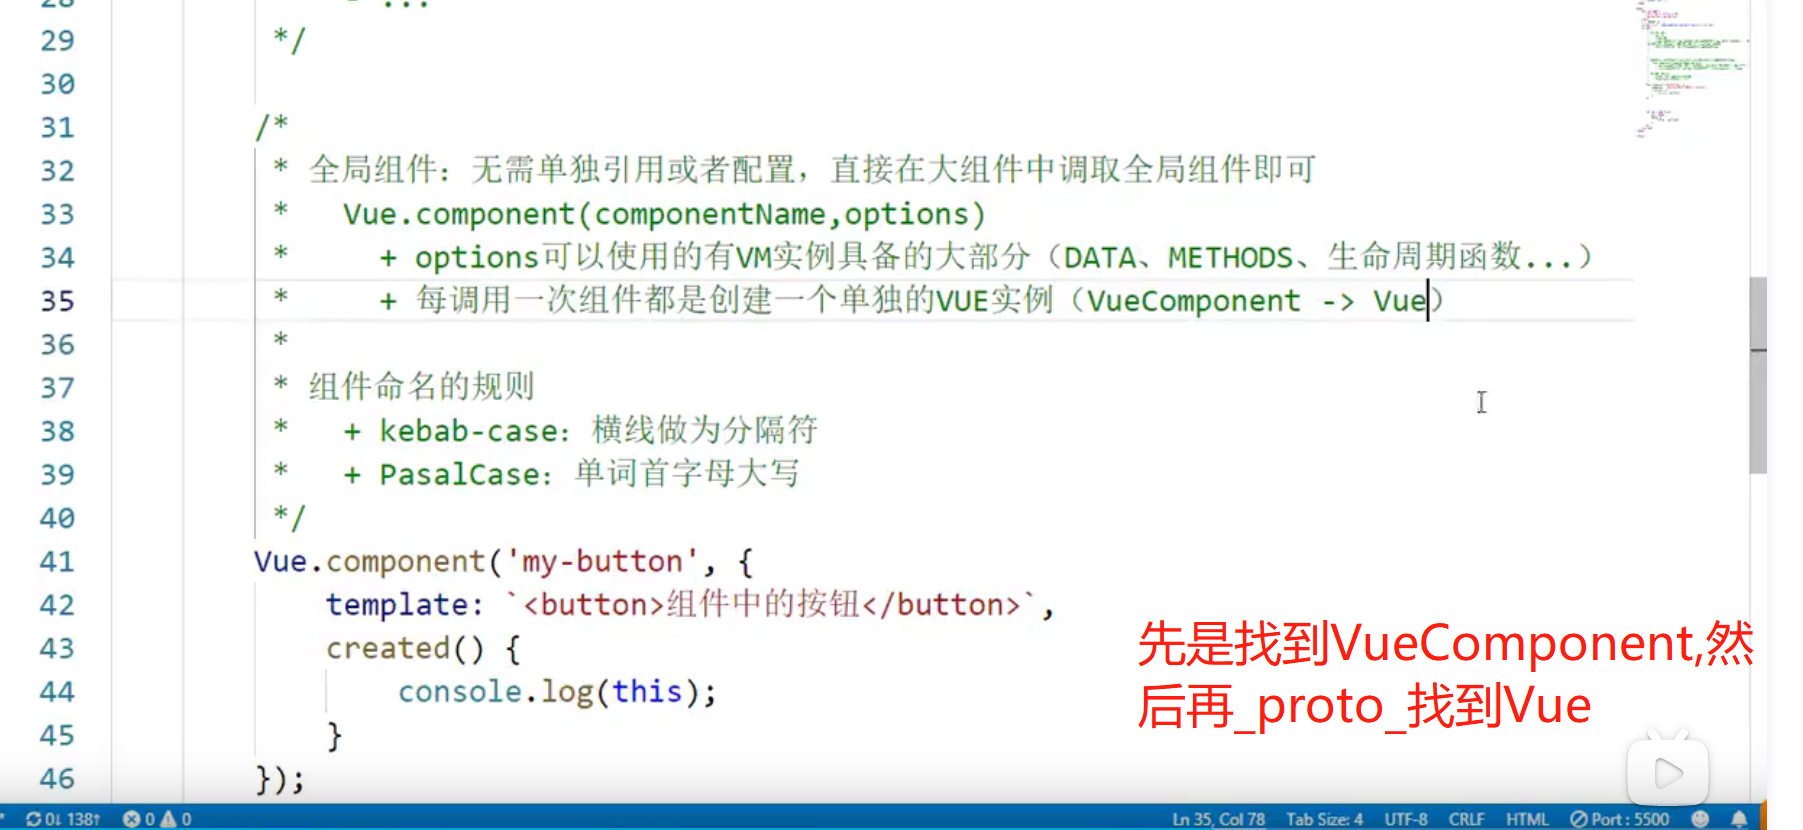 28 - ...
29 */
30
31 /*
32 * 全局组件：无需单独引用或者配置，直接在大组件中调取全局组件即可
33 * Vue.component(componentName,options)
34 * + options可以使用的有VM实例具备的大部分（DATA、METHODS、生命周期函数...）
35 * + 每调用一次组件都是创建一个单独的VUE实例（VueComponent -> Vue）
36 *
37 * 组件命名的规则
38 * + kebab-case：横线做为分隔符
39 * + PasalCase：单词首字母大写
40 */
41 Vue.component('my-button', {
42 template: `<button>组件中的按钮</button>`,
43 created() {
44 console.log(this);
45 }
46 });
先是找到VueComponent,然
后再_proto_找到Vue
0↓ 138↑ 0 0 Ln 35, Col 78 Tab Size: 4 UTF-8 CRLF HTML Port : 5500